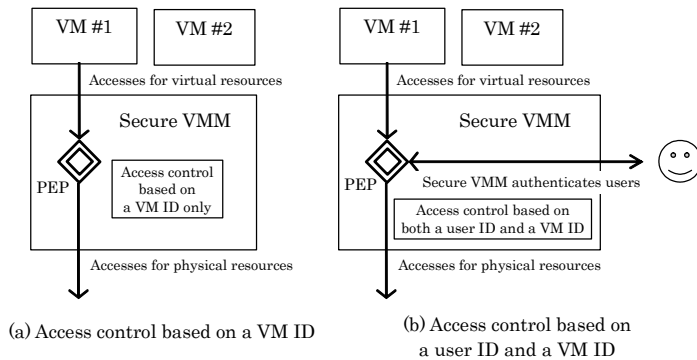 VM #1
VM #2
Accesses for virtual resources
Secure VMM
PEP
Access control
based on
a VM ID only
Accesses for physical resources
(a) Access control based on a VM ID
VM #1
VM #2
Accesses for virtual resources
Secure VMM
PEP
Secure VMM authenticates users
Access control based on
both a user ID and a VM ID
Accesses for physical resources
(b) Access control based on
a user ID and a VM ID